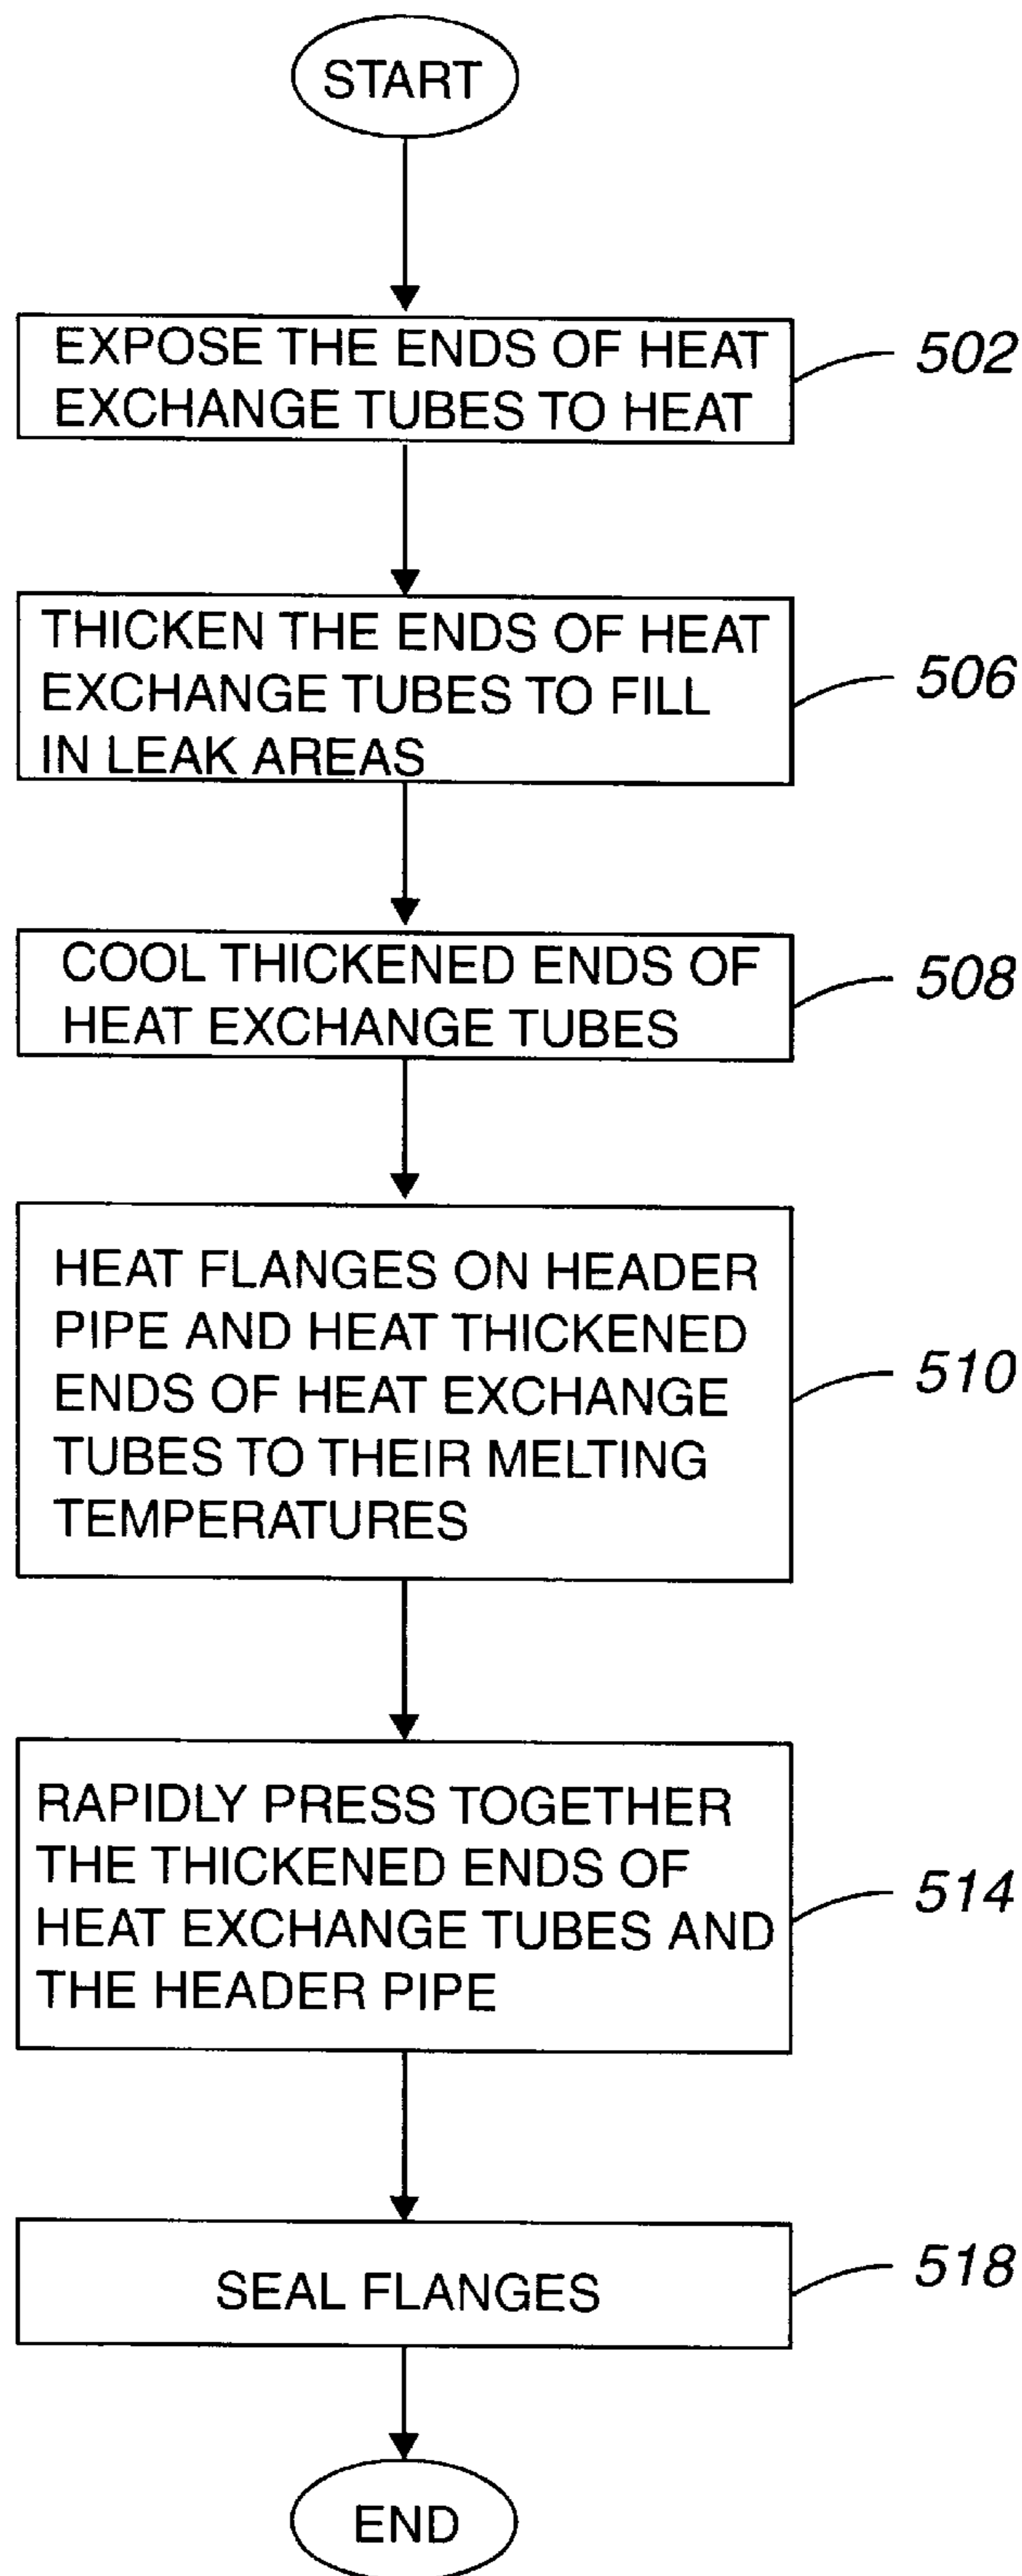 START
EXPOSE THE ENDS OF HEAT
EXCHANGE TUBES TO HEAT
502
THICKEN THE ENDS OF HEAT
EXCHANGE TUBES TO FILL
IN LEAK AREAS
506
COOL THICKENED ENDS OF
HEAT EXCHANGE TUBES
508
HEAT FLANGES ON HEADER
PIPE AND HEAT THICKENED
ENDS OF HEAT EXCHANGE
TUBES TO THEIR MELTING
TEMPERATURES
510
RAPIDLY PRESS TOGETHER
THE THICKENED ENDS OF
HEAT EXCHANGE TUBES AND
THE HEADER PIPE
514
SEAL FLANGES
518
END